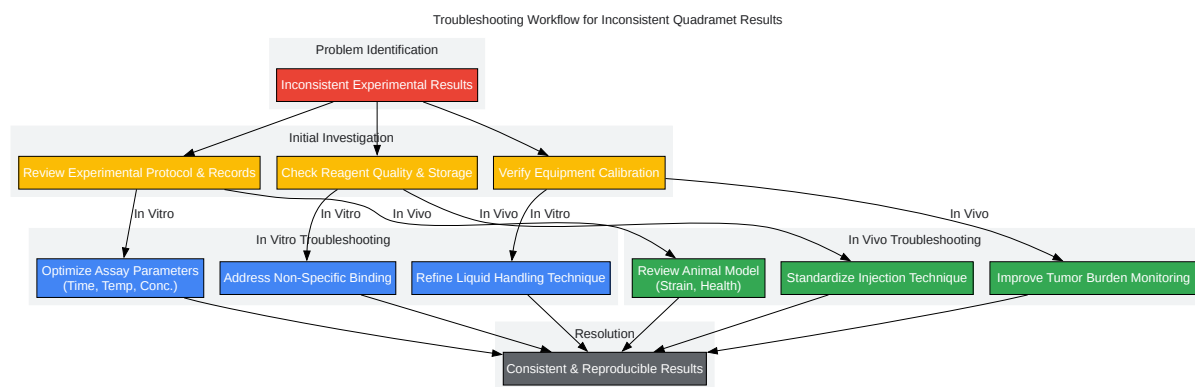 Troubleshooting Workflow for Inconsistent Quadramet Results
Problem Identification
Inconsistent Experimental Results
Initial Investigation
Review Experimental Protocol & Records
Check Reagent Quality & Storage
Verify Equipment Calibration
In Vitro
In Vitro
In Vivo
In Vivo
In Vitro
In Vivo
In Vitro Troubleshooting
In Vivo Troubleshooting
Optimize Assay Parameters
(Time, Temp, Conc.)
Address Non-Specific Binding
Refine Liquid Handling Technique
Review Animal Model
(Strain, Health)
Standardize Injection Technique
Improve Tumor Burden Monitoring
Resolution
Consistent & Reproducible Results